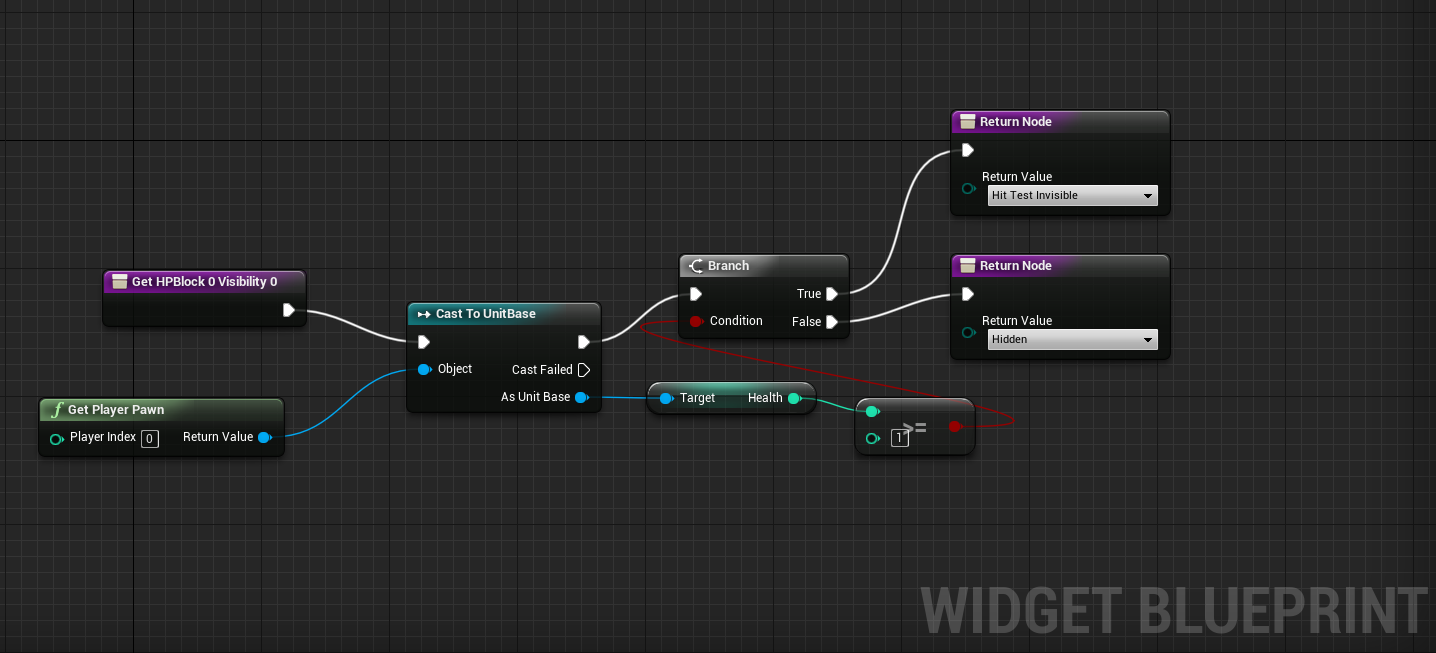 Return Node
Return Value
Hit Test Invisible
Get HPBlock 0 Visibility 0
Branch
True
Condition
False
Return Node
Return Value
Hidden
Cast To UnitBase
Object
Cast Failed
As Unit Base
Get Player Pawn
Player Index 0
Return Value
Target
Health
>=
1
WIDGET BLUEPRINT